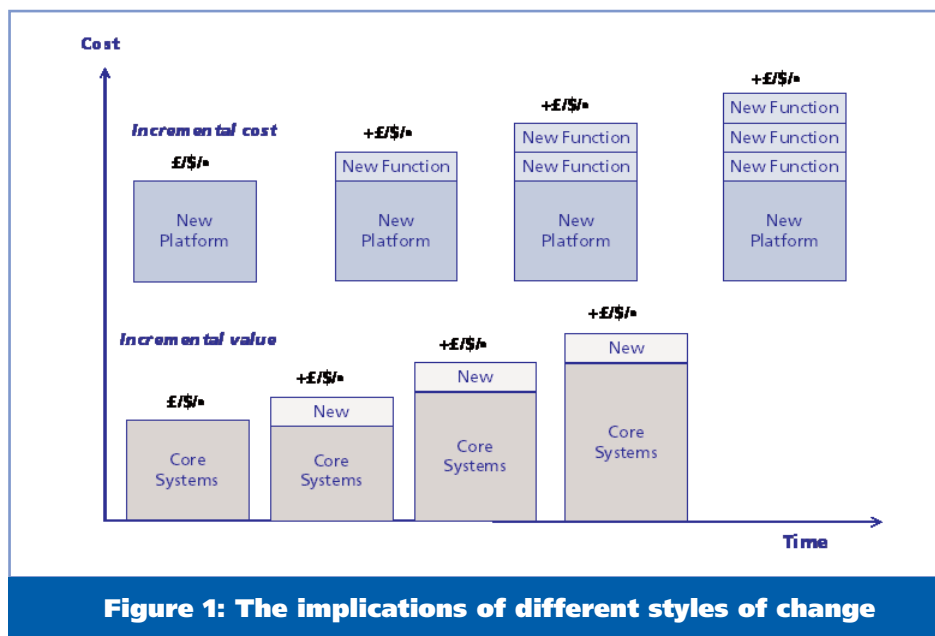 Cost
+£/$/▪
+£/$/▪
Incremental cost
+£/$/▪
£/$/▪
New Function
New Function
New Function
New Function
New Function
New Function
New
Platform
New
Platform
New
Platform
New
Platform
Incremental value
+£/$/▪
+£/$/▪
+£/$/▪
£/$/▪
New
New
New
Core
Systems
Core
Systems
Core
Systems
Core
Systems
Time
Figure 1: The implications of different styles of change